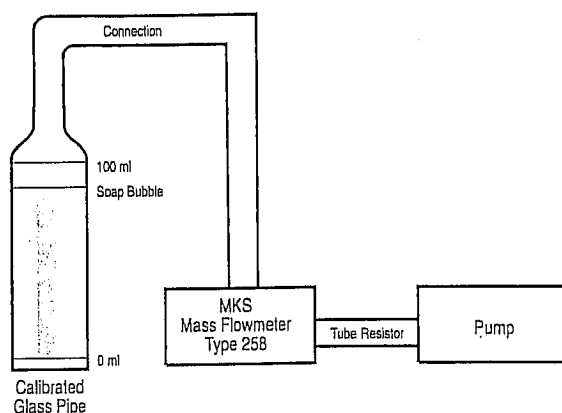 Connection
100 ml
Soap Bubble
MKS
Mass Flowmeter
Type 258
Tube Resistor
Pump
0 ml
Calibrated
Glass Pipe